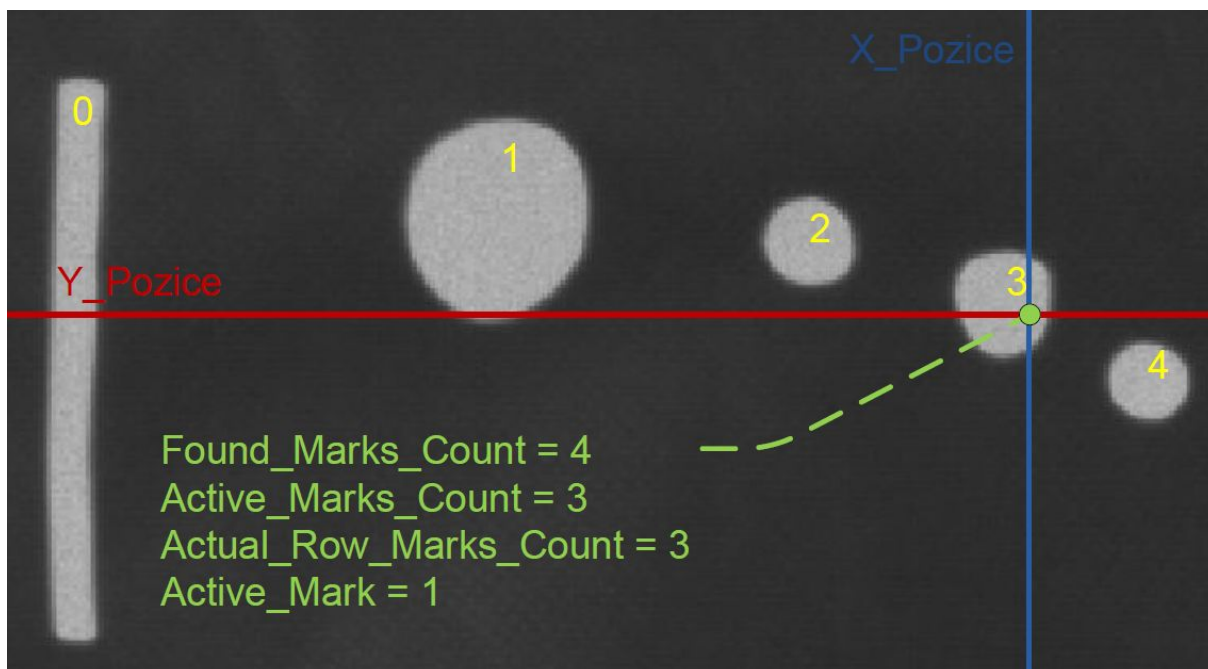 X_Pozice
0
1
2
Y_Pozice
3
4
Found_Marks_Count = 4
Active_Marks_Count = 3
Actual_Row_Marks_Count = 3
Active_Mark = 1